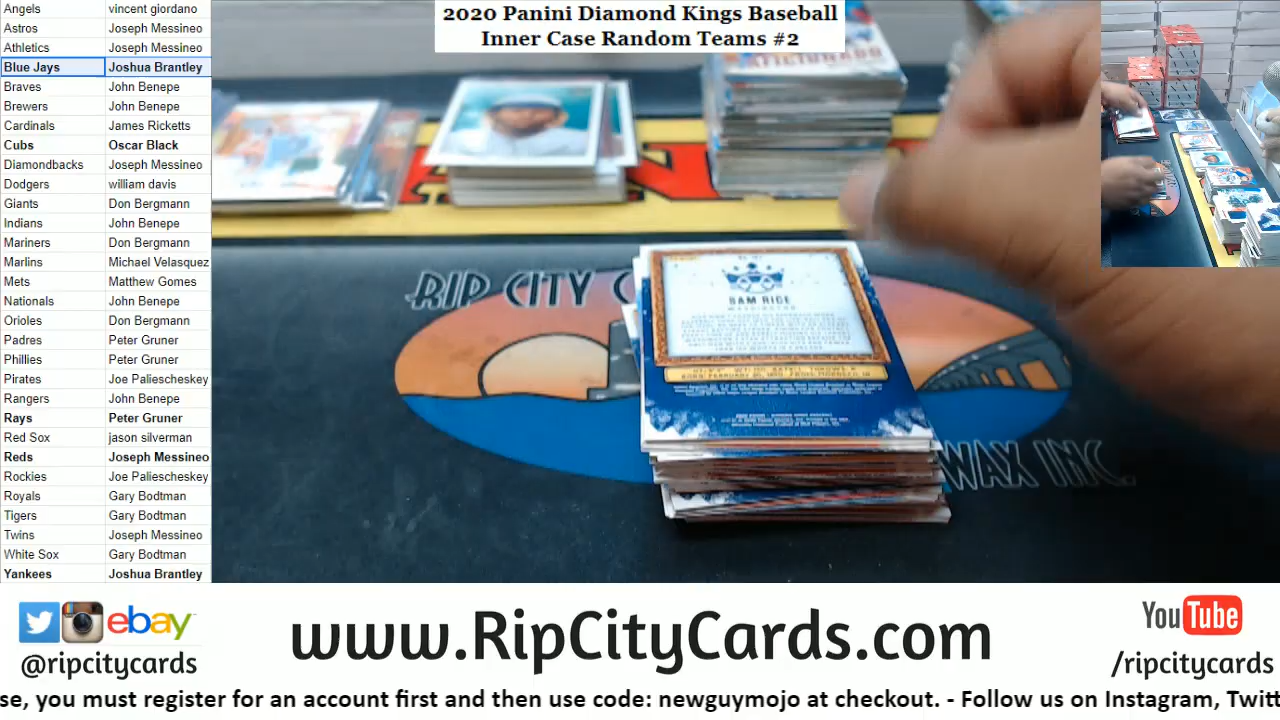 2020 Panini Diamond Kings Baseball
Inner Case Random Teams #2
Angels vincent giordano
Astros Joseph Messineo
Athletics Joseph Messineo
Blue Jays Joshua Brantley
Braves John Benepe
Brewers John Benepe
Cardinals James Ricketts
Cubs Oscar Black
Diamondbacks Joseph Messineo
Dodgers william davis
Giants Don Bergmann
Indians John Benepe
Mariners Don Bergmann
Marlins Michael Velasquez
Mets Matthew Gomes
Nationals John Benepe
Orioles Don Bergmann
Padres Peter Gruner
Phillies Peter Gruner
Pirates Joe Paliescheskey
Rangers John Benepe
Rays Peter Gruner
Red Sox jason silverman
Reds Joseph Messineo
Rockies Joe Paliescheskey
Royals Gary Bodtman
Tigers Gary Bodtman
Twins Joseph Messineo
White Sox Gary Bodtman
Yankees Joshua Brantley
RIP CITY C
WAX INC.
SAM RICE
WASHINGTON
ebay
@ripcitycards
www.RipCityCards.com
YouTube
/ripcitycards
se, you must register for an account first and then use code: newguymojo at checkout. - Follow us on Instagram, Twitt